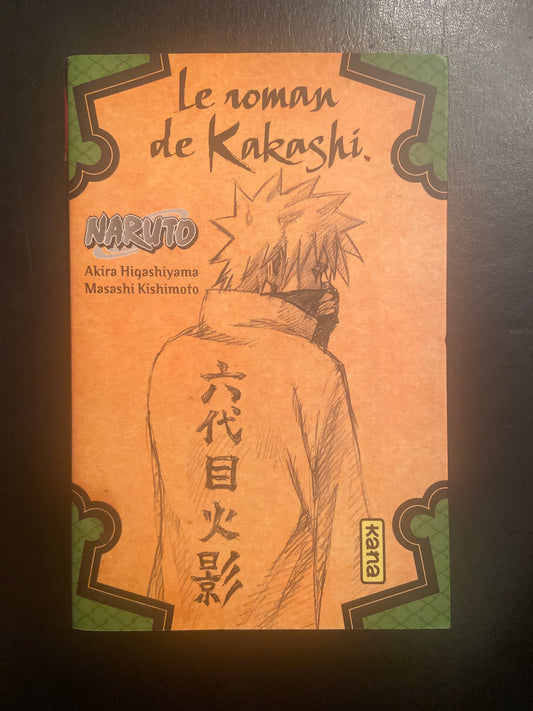 Le roman
de Kakashi.
NARUTO
Akira Higashiyama
Masashi Kishimoto
六代目火影
kana